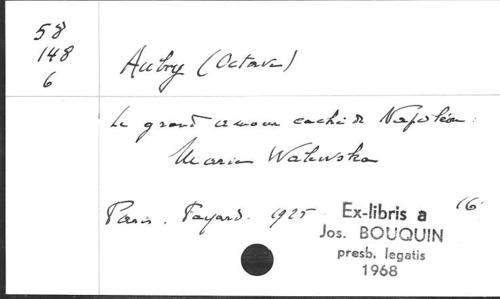 58
148
6
Aubry (Octave)
Le grand amour caché de Napoléon :
Marie Walewska
Paris. Fayard. 1925 16°
Ex-libris a
Jos. BOUQUIN
presb. legatis
1968